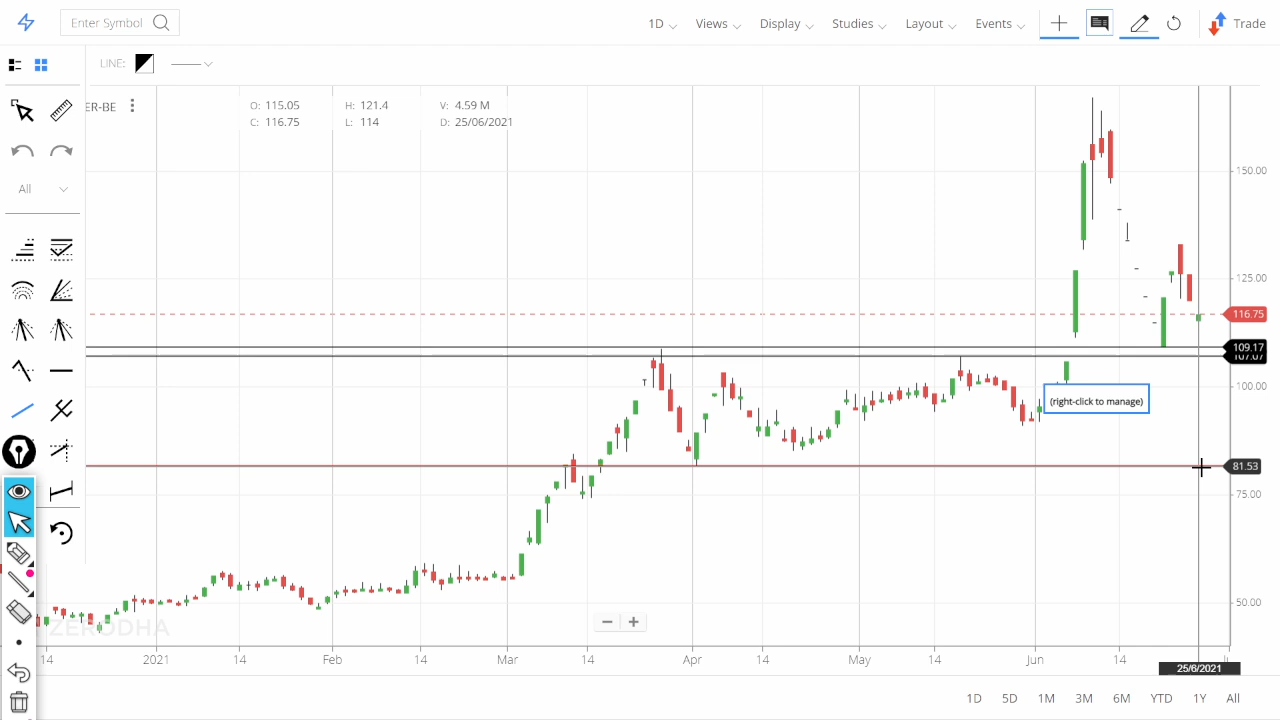 Enter Symbol
1D
Views
Display
Studies
Layout
Events
Trade
LINE:
ER-BE
O: 115.05 H: 121.4 V: 4.59 M
C: 116.75 L: 114 D: 25/06/2021
All
150.00
125.00
116.75
109.17
107.07
100.00
(right-click to manage)
81.53
75.00
50.00
ZERODHA
14 2021 14 Feb 14 Mar 14 Apr 14 May 14 Jun 14
25/6/2021
1D 5D 1M 3M 6M YTD 1Y All